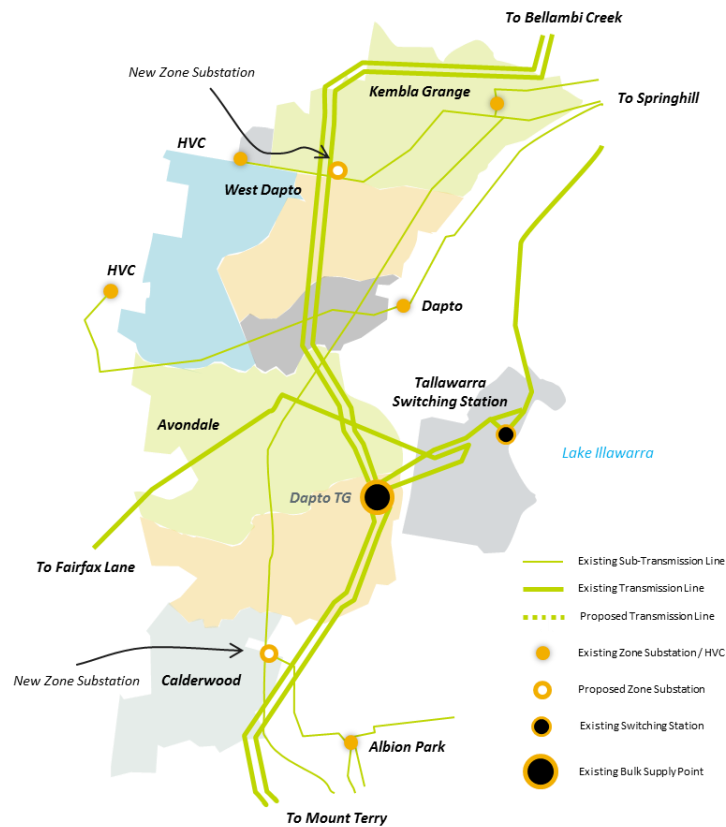 To Bellambi Creek
New Zone Substation
Kembla Grange
To Springhill
HVC
West Dapto
HVC
Dapto
Tallawarra
Switching Station
Avondale
Lake Illawarra
Dapto TG
To Fairfax Lane
Existing Sub-Transmission Line
Existing Transmission Line
Proposed Transmission Line
Existing Zone Substation / HVC
New Zone Substation
Calderwood
Proposed Zone Substation
Existing Switching Station
Albion Park
Existing Bulk Supply Point
To Mount Terry